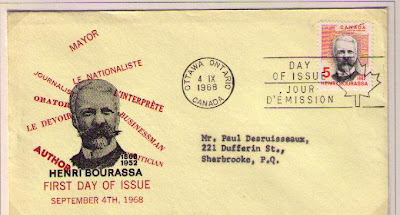 MAYOR
LE NATIONALISTE
JOURNALIST
L'INTERPRÈTE
ORATOR
LE DEVOIR
BUSINESSMAN
AUTHOR
POLITICIAN
1868
1952
HENRI BOURASSA
FIRST DAY OF ISSUE
SEPTEMBER 4TH, 1968
OTTAWA ONTARIO
4 IX
1968
CANADA
DAY
OF ISSUE
JOUR
D'ÉMISSION
CANADA
5
HENRI BOURASSA
Mr. Paul Desruisseaux,
221 Dufferin St.,
Sherbrooke, P.Q.